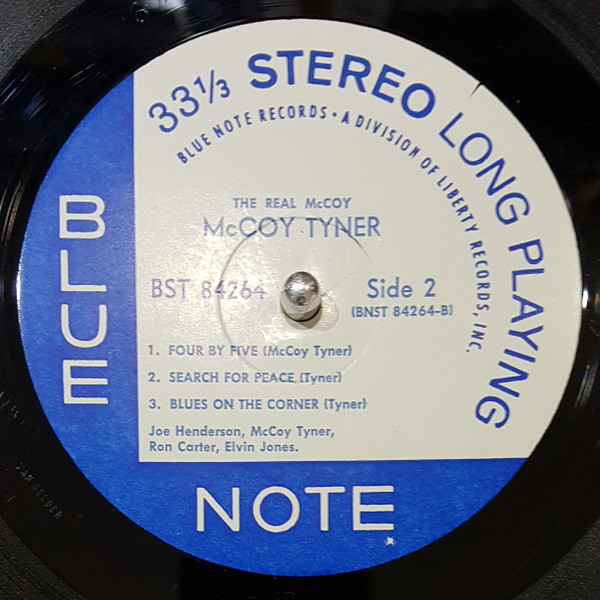 33⅓ STEREO LONG PLAYING
BLUE NOTE RECORDS • A DIVISION OF LIBERTY RECORDS, INC.
THE REAL McCOY
McCOY TYNER
BST 84264
Side 2
(BNST 84264-B)
1. FOUR BY FIVE (McCoy Tyner)
2. SEARCH FOR PEACE (Tyner)
3. BLUES ON THE CORNER (Tyner)
Joe Henderson, McCoy Tyner,
Ron Carter, Elvin Jones.
BLUE
NOTE
VAN GELDER